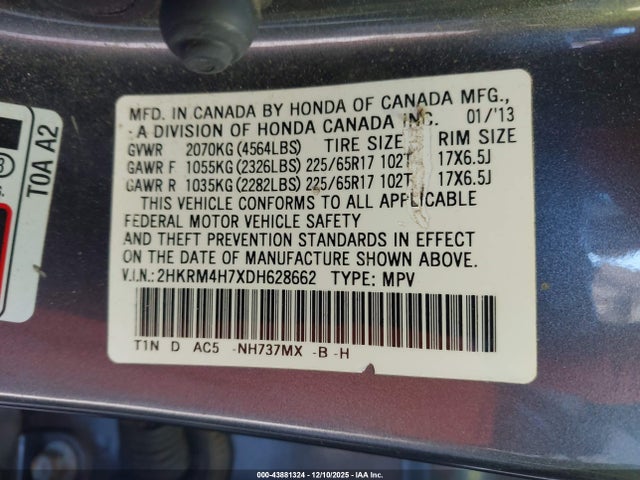 MFD. IN CANADA BY HONDA OF CANADA MFG.,
- A DIVISION OF HONDA CANADA INC. 01/'13
GVWR 2070KG (4564LBS) TIRE SIZE RIM SIZE
GAWR F 1055KG (2326LBS) 225/65R17 102T 17X6.5J
GAWR R 1035KG (2282LBS) 225/65R17 102T 17X6.5J
THIS VEHICLE CONFORMS TO ALL APPLICABLE
FEDERAL MOTOR VEHICLE SAFETY
AND THEFT PREVENTION STANDARDS IN EFFECT
ON THE DATE OF MANUFACTURE SHOWN ABOVE.
V.I.N.: 2HKRM4H7XDH628662 TYPE: MPV
T1N D AC5 -NH737MX -B -H
T0A A2
00-43881324 | 12/10/2025 | IAA Inc.